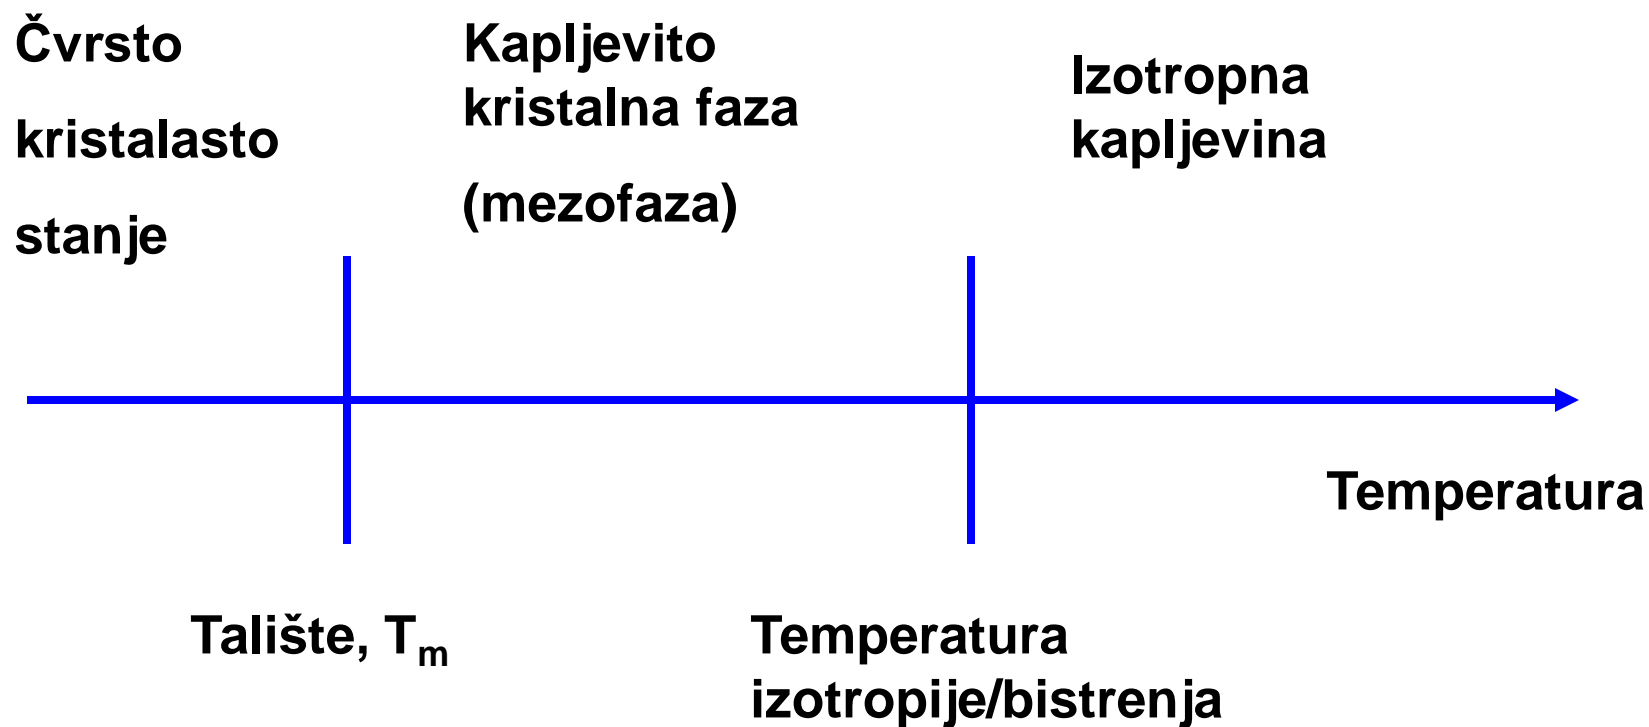 Čvrsto
kristalasto
stanje
Kapljevito
kristalna faza
(mezofaza)
Izotropna
kapljevina
Temperatura
Talište, Tm
Temperatura
izotropije/bistrenja